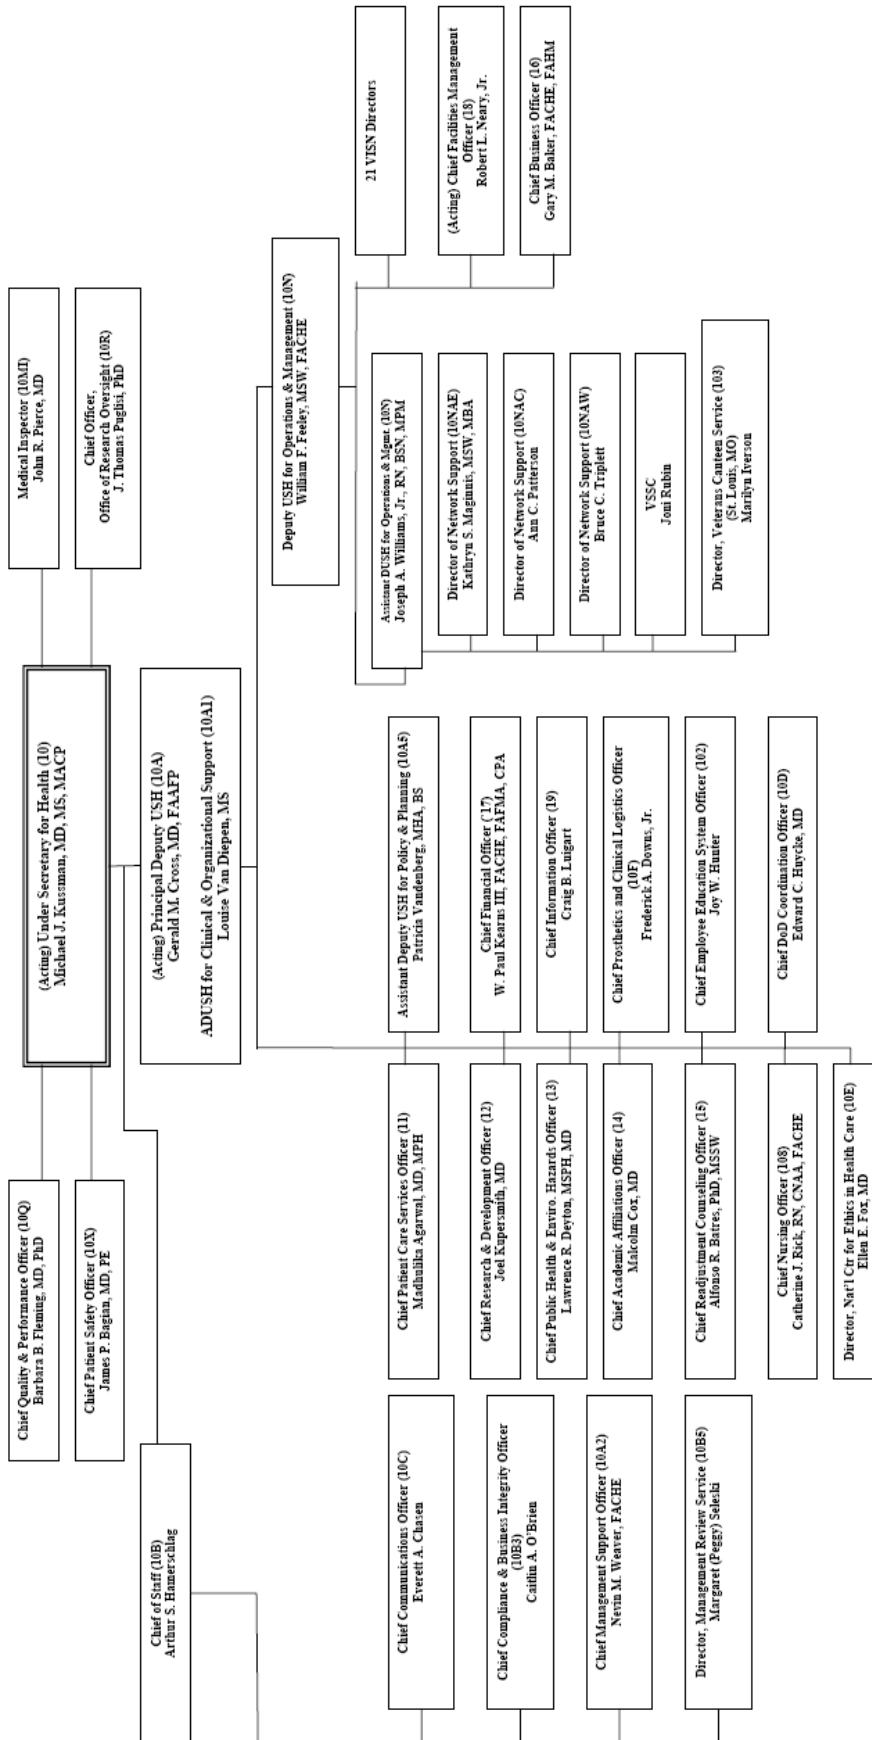 (Acting) Under Secretary for Health (10)
Michael J. Kussman, MD, MS, MACP
Chief Quality & Performance Officer (10Q)
Barbara B. Fleming, MD, PhD
Chief Patient Safety Officer (10X)
James P. Bagian, MD, PE
Medical Inspector (10MI)
John R. Pierce, MD
Chief Officer,
Office of Research Oversight (10R)
J. Thomas Puglisi, PhD
Chief of Staff (10B)
Arthur S. Hamerschlag
(Acting) Principal Deputy USH (10A)
Gerald M. Cross, MD, FAAFP
ADUSH for Clinical & Organizational Support (10A1)
Louise Van Diepen, MS
Deputy USH for Operations & Management (10N)
William F. Feeley, MSW, FACHE
Chief Communications Officer (10C)
Everett A. Chasen
Chief Compliance & Business Integrity Officer
(10B3)
Caitlin A. O'Brien
Chief Management Support Officer (10A2)
Nevin M. Weaver, FACHE
Director, Management Review Service (10B5)
Margaret (Peggy) Seleski
Chief Patient Care Services Officer (11)
Madhulika Agarwal, MD, MPH
Chief Research & Development Officer (12)
Joel Kupersmith, MD
Chief Public Health & Enviro. Hazards Officer (13)
Lawrence R. Deyton, MSPH, MD
Chief Academic Affiliations Officer (14)
Malcolm Cox, MD
Chief Readjustment Counseling Officer (15)
Alfonso R. Batres, PhD, MSSW
Chief Nursing Officer (108)
Catherine J. Rick, RN, CNAA, FACHE
Director, Nat'l Ctr for Ethics in Health Care (10E)
Ellen E. Fox, MD
Assistant Deputy USH for Policy & Planning (10A5)
Patricia Vandenberg, MHA, BS
Chief Financial Officer ('17)
W. Paul Kearns III, FACHE, FAFMA, CPA
Chief Information Officer (19)
Craig B. Luigart
Chief Prosthetics and Clinical Logistics Officer
(10F)
Frederick A. Downs, Jr.
Chief Employee Education System Officer (102)
Joy W. Hunter
Chief DoD Coordination Officer (10D)
Edward C. Huycke, MD
Assistant DUSH for Operations & Mgmt. (10N)
Joseph A. Williams, Jr., RN, BSN, MPM
Director of Network Support (10NAE)
Kathryn S. Maginnis, MSW, MBA
Director of Network Support (10NAC)
Ann C. Patterson
Director of Network Support (10NAW)
Bruce C. Triplett
VSSC
Joni Rubin
Director, Veterans Canteen Service (103)
(St. Louis, MO)
Marilyn Iverson
21 VISN Directors
(Acting) Chief Facilities Management
Officer (18)
Robert L. Neary, Jr.
Chief Business Officer (16)
Gary M. Baker, FACHE, FAHM